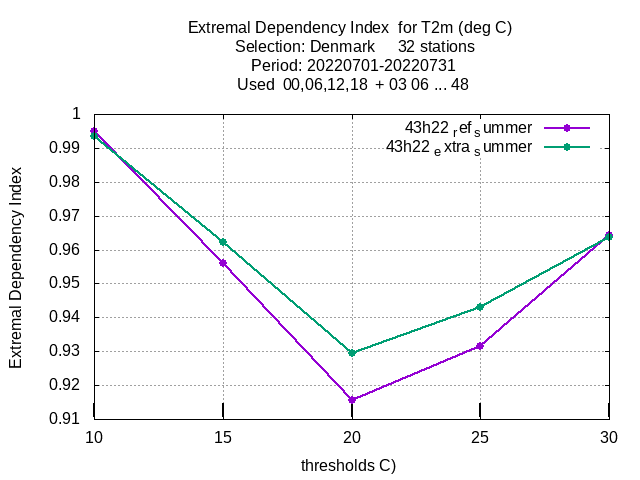 Extremal Dependency Index  for T2m (deg C)
Selection: Denmark     32 stations
Period: 20220701-20220731
Used  00,06,12,18  + 03 06 ... 48
43h22 ref summer
43h22 extra summer
Extremal Dependency Index
1
0.99
0.98
0.97
0.96
0.95
0.94
0.93
0.92
0.91
10 15 20 25 30
thresholds C)